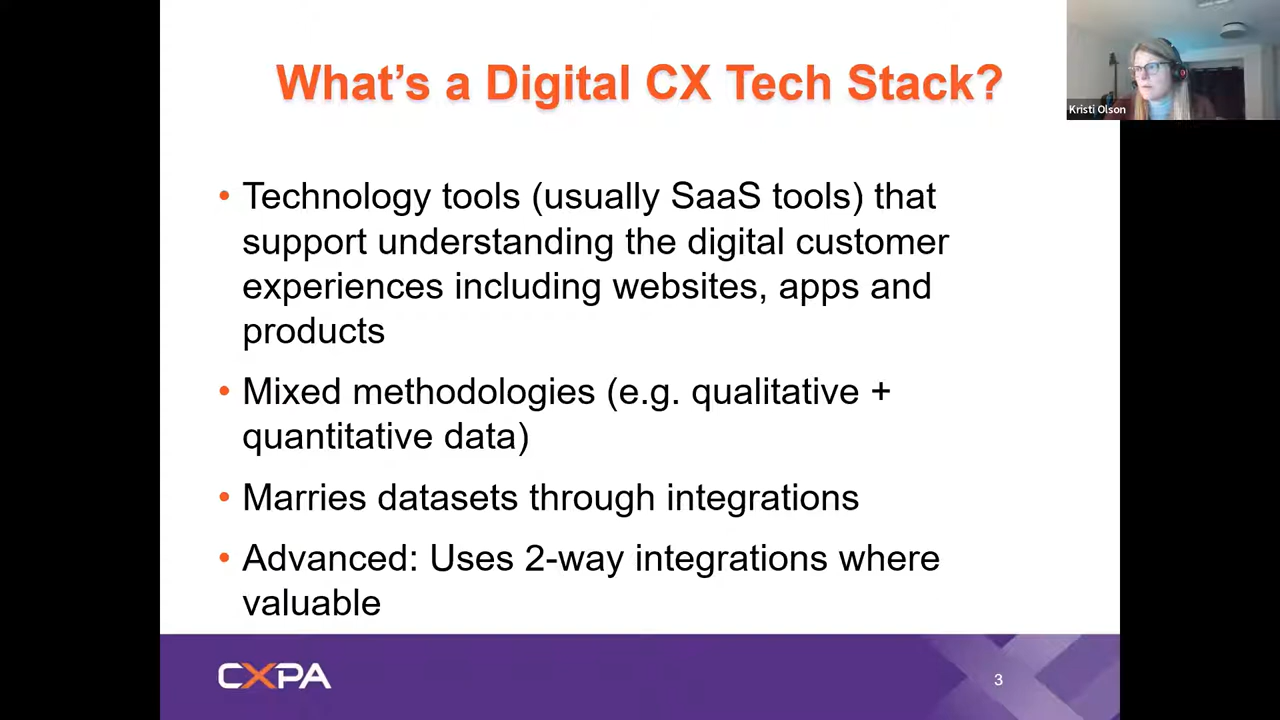 What's a Digital CX Tech Stack?
Kristi Olson
• Technology tools (usually SaaS tools) that
support understanding the digital customer
experiences including websites, apps and
products
• Mixed methodologies (e.g. qualitative +
quantitative data)
• Marries datasets through integrations
• Advanced: Uses 2-way integrations where
valuable
CXPA
3